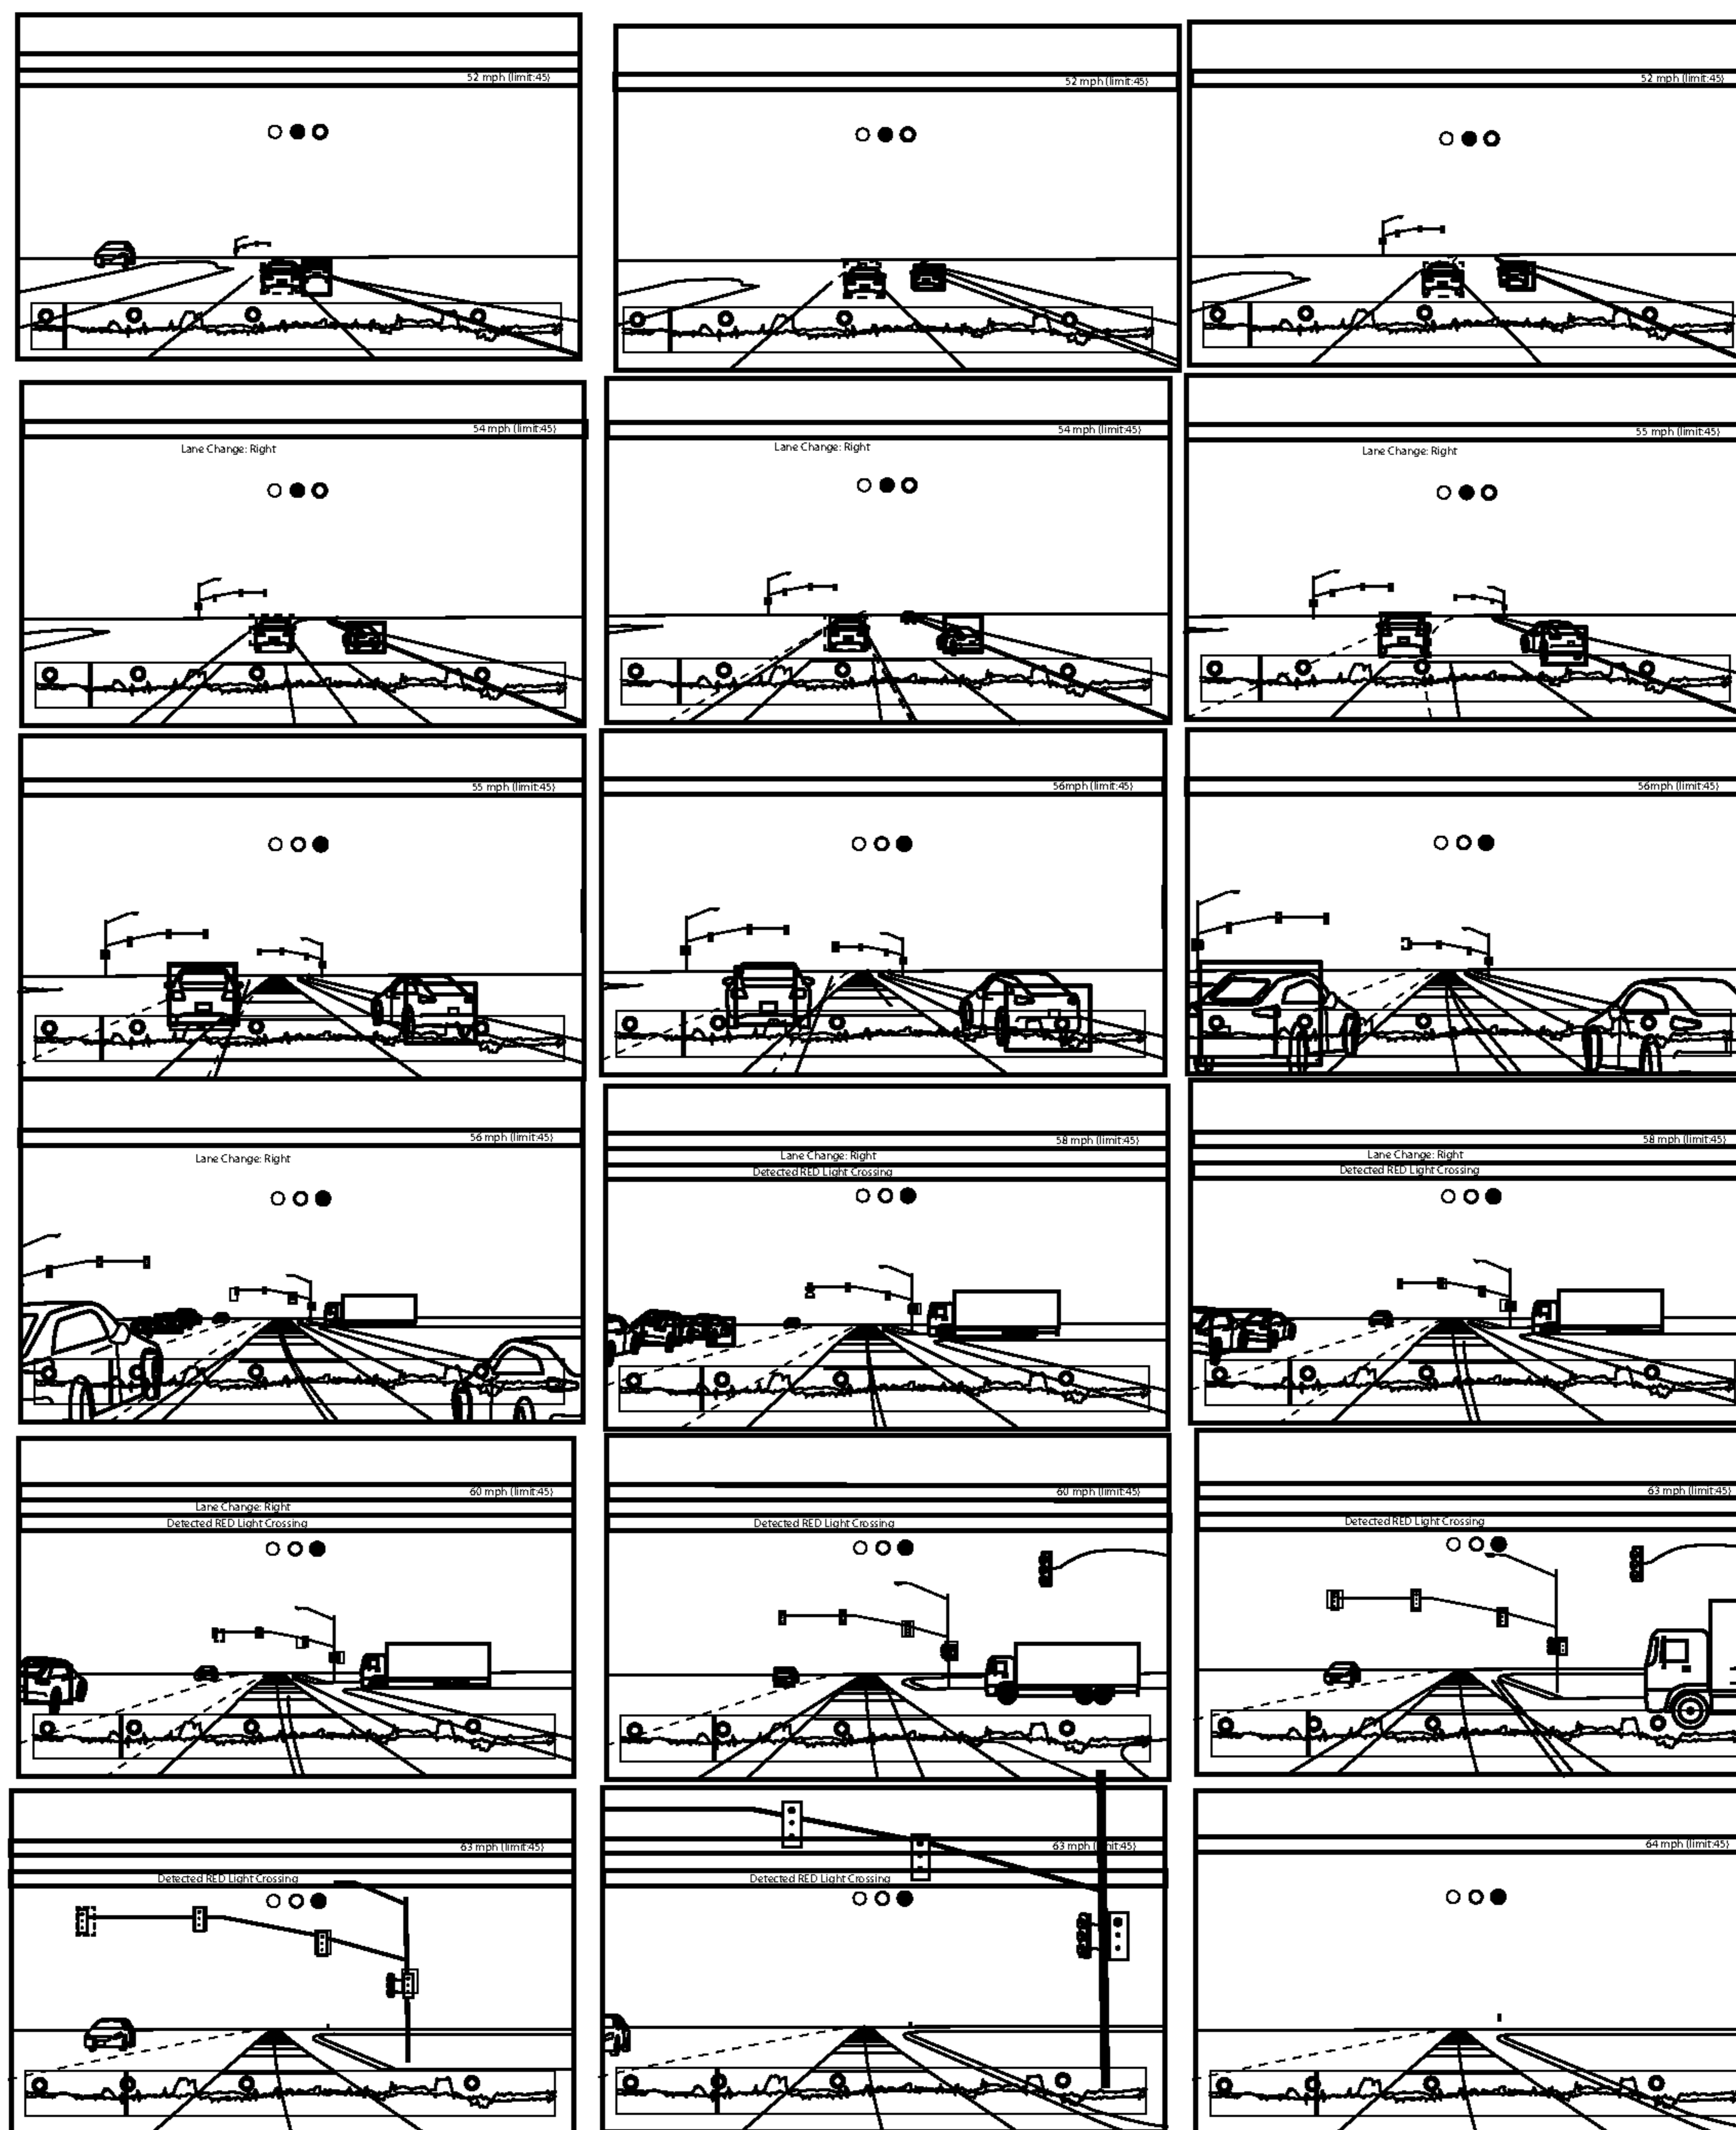 52 mph (limit:45)
52 mph (limit:45)
52 mph (limit:45)
54 mph (limit:45)
54 mph (limit:45)
55 mph (limit:45)
Lane Change: Right
Lane Change: Right
Lane Change: Right
55 mph (limit:45)
56mph (limit:45)
56mph (limit:45)
56 mph (limit:45)
58 mph (limit:45)
58 mph (limit:45)
Lane Change: Right
Lane Change: Right
Lane Change: Right
Detected RED Light Crossing
Detected RED Light Crossing
60 mph (limit:45)
60 mph (limit:45)
63 mph (limit:45)
Lane Change: Right
Detected RED Light Crossing
Detected RED Light Crossing
Detected RED Light Crossing
63 mph (limit:45)
63 mph (limit:45)
64 mph (limit:45)
Detected RED Light Crossing
Detected RED Light Crossing